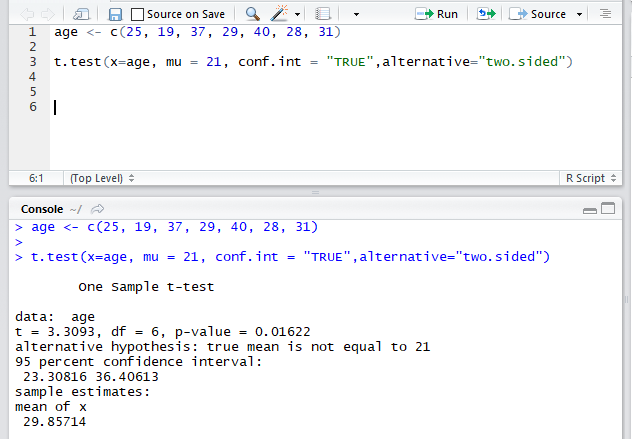 Source on Save Run Source
1 age <- c(25, 19, 37, 29, 40, 28, 31)
2
3 t.test(x=age, mu = 21, conf.int = "TRUE",alternative="two.sided")
4
5
6
6:1 (Top Level) R Script
Console ~/
> age <- c(25, 19, 37, 29, 40, 28, 31)
>
> t.test(x=age, mu = 21, conf.int = "TRUE",alternative="two.sided")
One Sample t-test
data:  age
t = 3.3093, df = 6, p-value = 0.01622
alternative hypothesis: true mean is not equal to 21
95 percent confidence interval:
23.30816 36.40613
sample estimates:
mean of x
29.85714